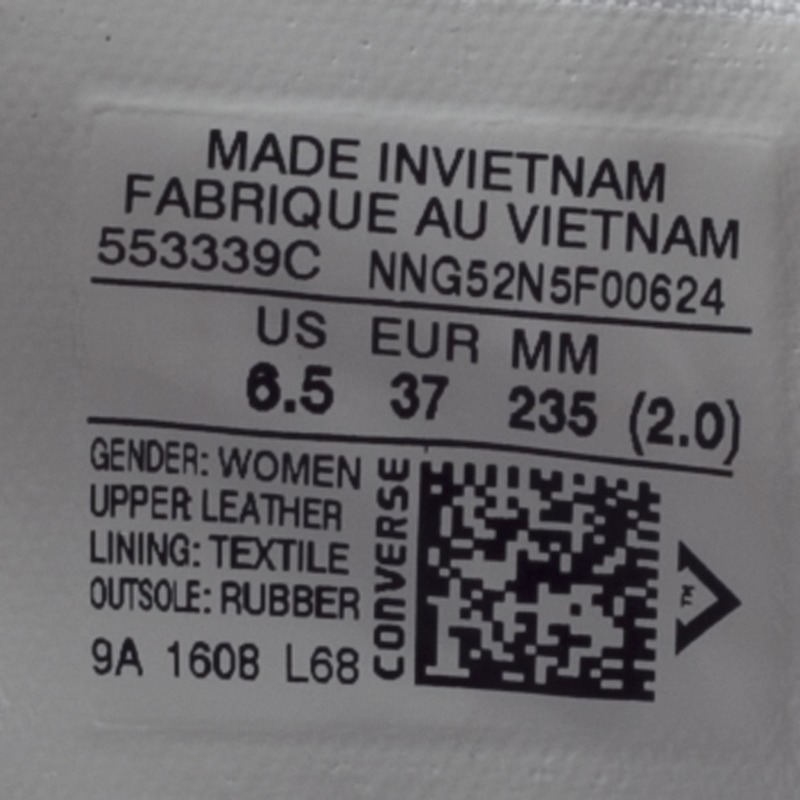 MADE INVIETNAM
FABRIQUE AU VIETNAM
553339C NNG52N5F00624
US EUR MM
6.5 37 235 (2.0)
GENDER: WOMEN
UPPER: LEATHER
LINING: TEXTILE
OUTSOLE: RUBBER
9A 1608 L68
CONVERSE
TM